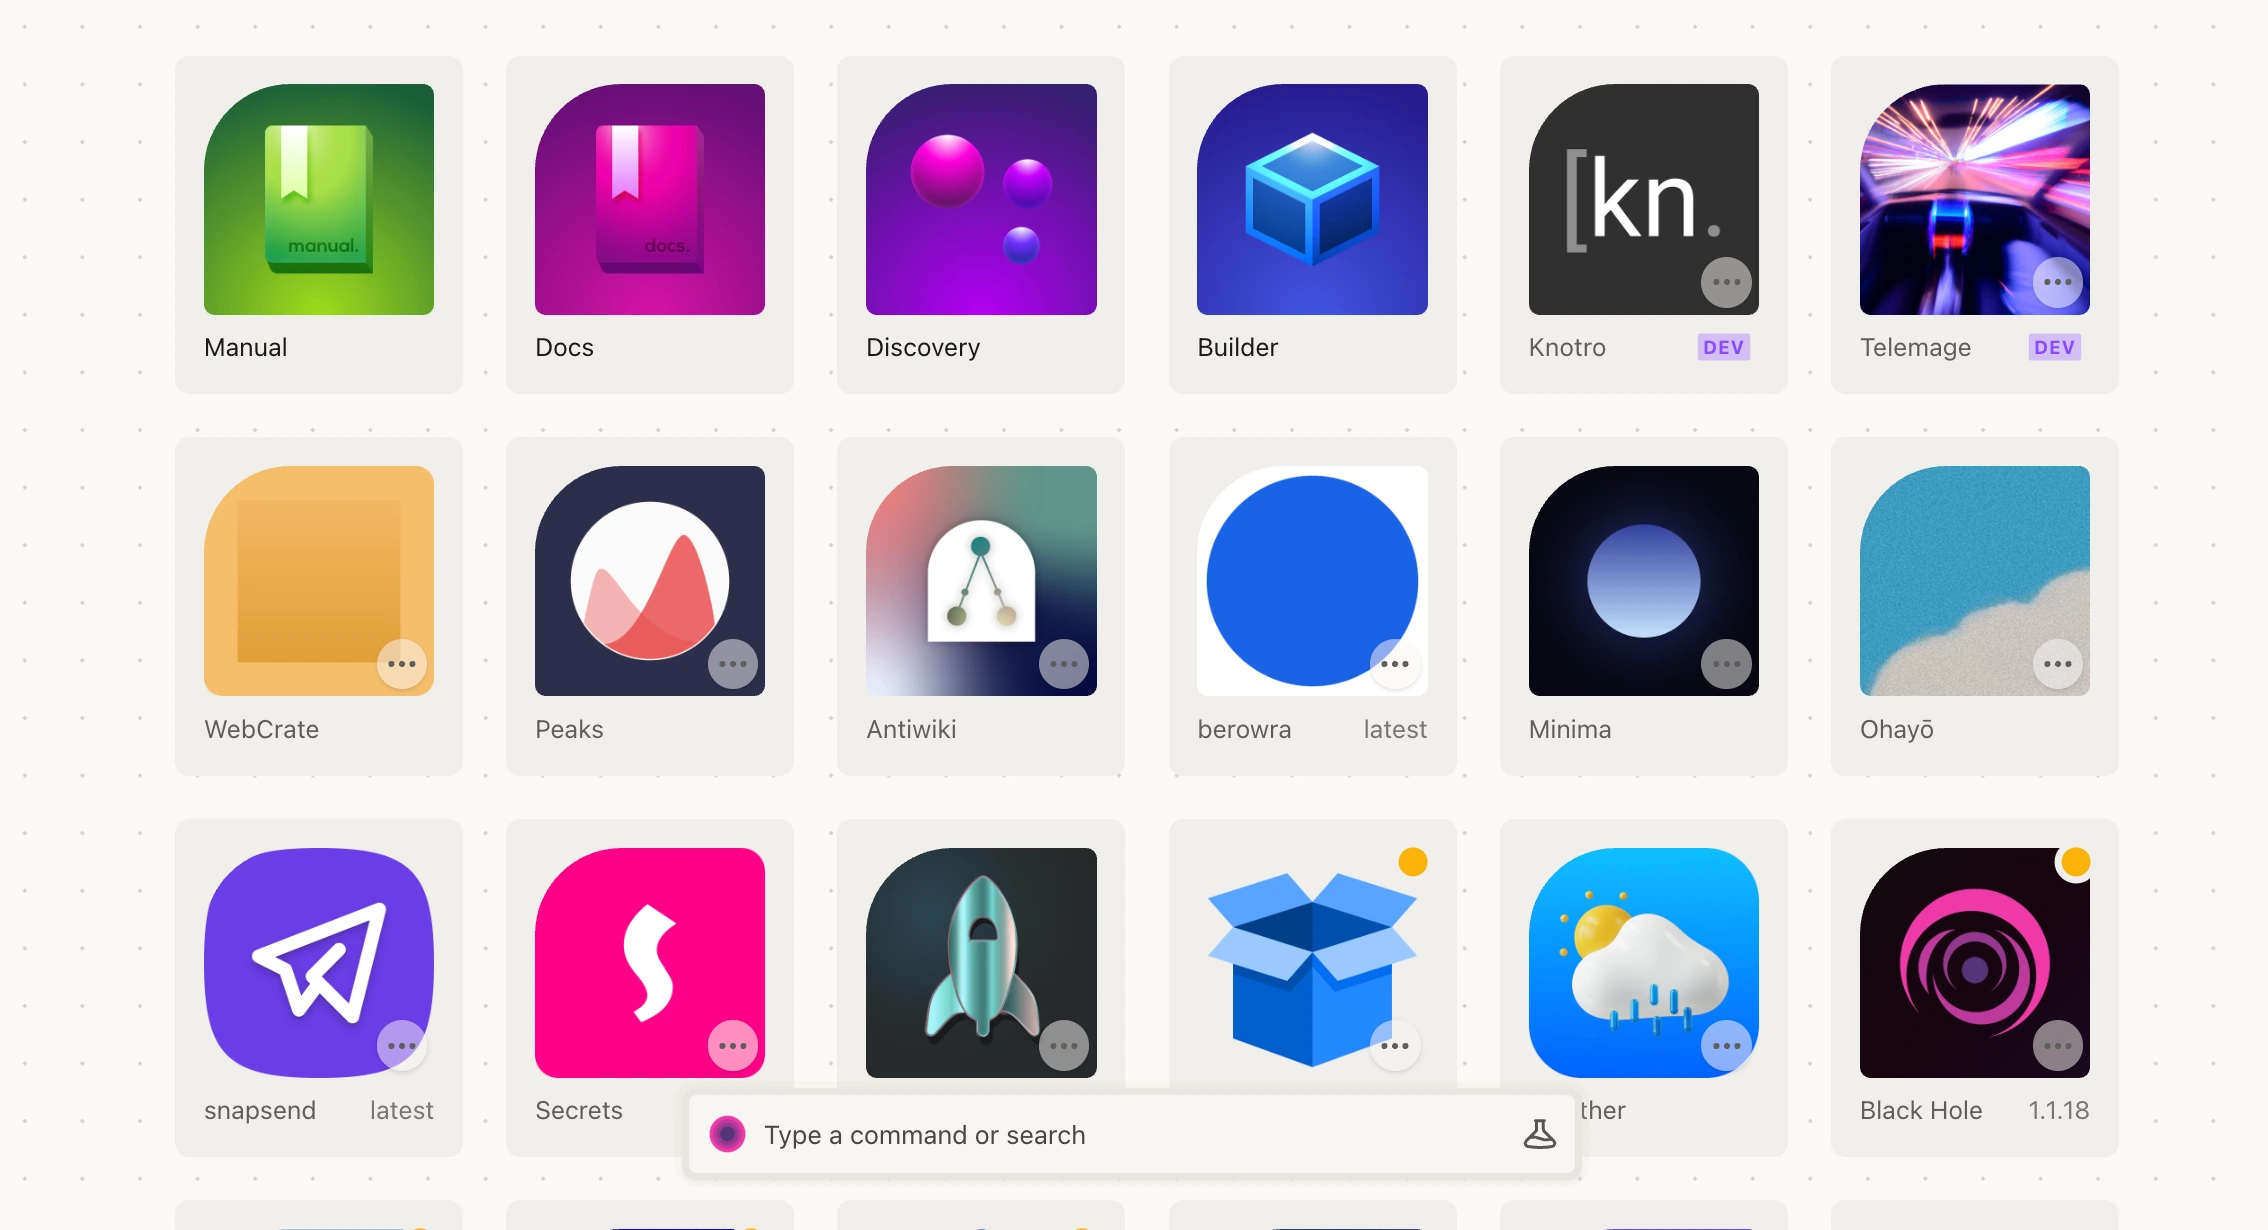 manual.
docs.
[kn.
Manual
Docs
Discovery
Builder
Knotro DEV
Telemage DEV
WebCrate
Peaks
Antiwiki
berowra latest
Minima
Ohayō
snapsend latest
Secrets
ther
Black Hole 1.1.18
Type a command or search